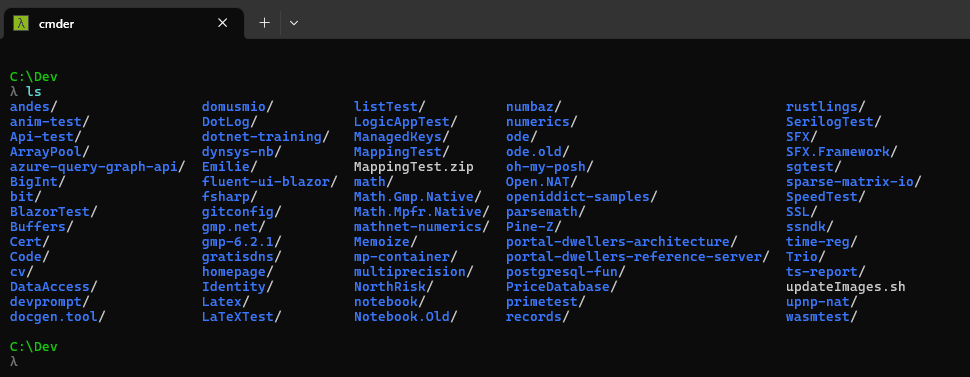 λ cmder
C:\Dev
λ ls
andes/ domusmio/ listTest/ numbaz/ rustlings/
anim-test/ DotLog/ LogicAppTest/ numerics/ SerilogTest/
Api-test/ dotnet-training/ ManagedKeys/ ode/ SFX/
ArrayPool/ dynsys-nb/ MappingTest/ ode.old/ SFX.Framework/
azure-query-graph-api/ Emilie/ MappingTest.zip oh-my-posh/ sgtest/
BigInt/ fluent-ui-blazor/ math/ Open.NAT/ sparse-matrix-io/
bit/ fsharp/ Math.Gmp.Native/ openiddict-samples/ SpeedTest/
BlazorTest/ gitconfig/ Math.Mpfr.Native/ parsemath/ SSL/
Buffers/ gmp.net/ mathnet-numerics/ Pine-Z/ ssndk/
Cert/ gmp-6.2.1/ Memoize/ portal-dwellers-architecture/ time-reg/
Code/ gratisdns/ mp-container/ portal-dwellers-reference-server/ Trio/
cv/ homepage/ multiprecision/ postgresql-fun/ ts-report/
DataAccess/ Identity/ NorthRisk/ PriceDatabase/ updateImages.sh
devprompt/ Latex/ notebook/ primetest/ upnp-nat/
docgen.tool/ LaTeXTest/ Notebook.Old/ records/ wasmtest/
C:\Dev
λ